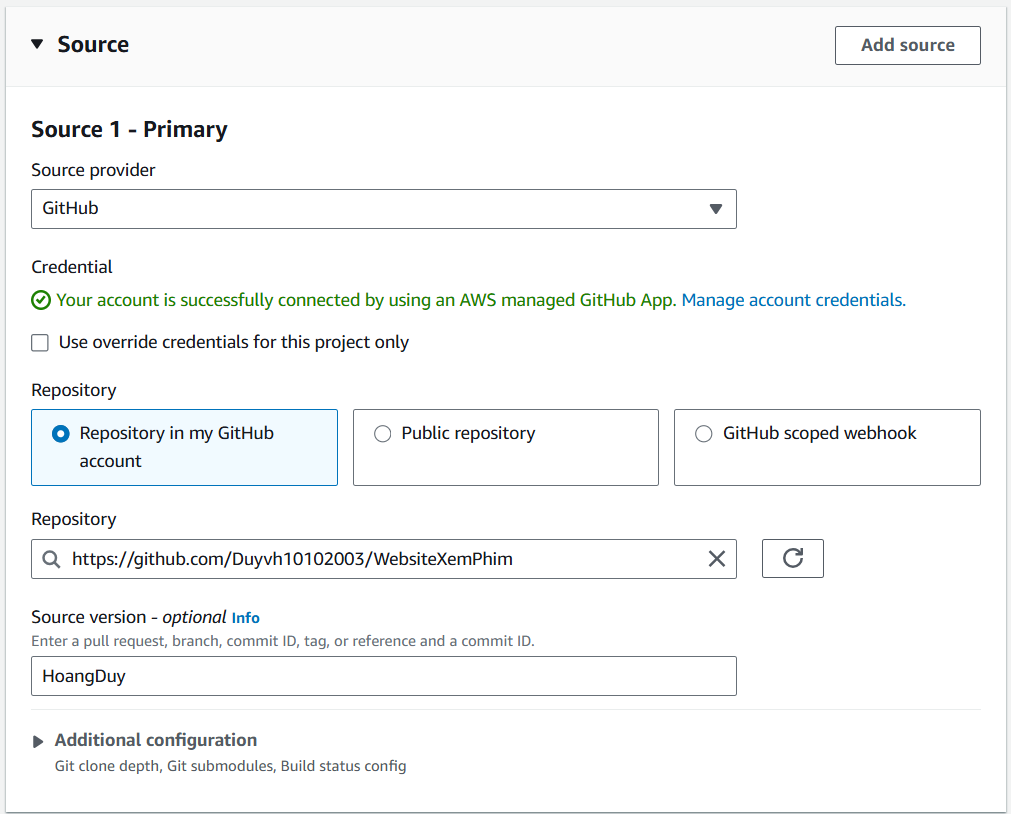 Source
Add source
Source 1 - Primary
Source provider
GitHub
Credential
Your account is successfully connected by using an AWS managed GitHub App. Manage account credentials.
Use override credentials for this project only
Repository
Repository in my GitHub
account
Public repository
GitHub scoped webhook
Repository
https://github.com/Duyvh10102003/WebsiteXemPhim
Source version - optional Info
Enter a pull request, branch, commit ID, tag, or reference and a commit ID.
HoangDuy
Additional configuration
Git clone depth, Git submodules, Build status config